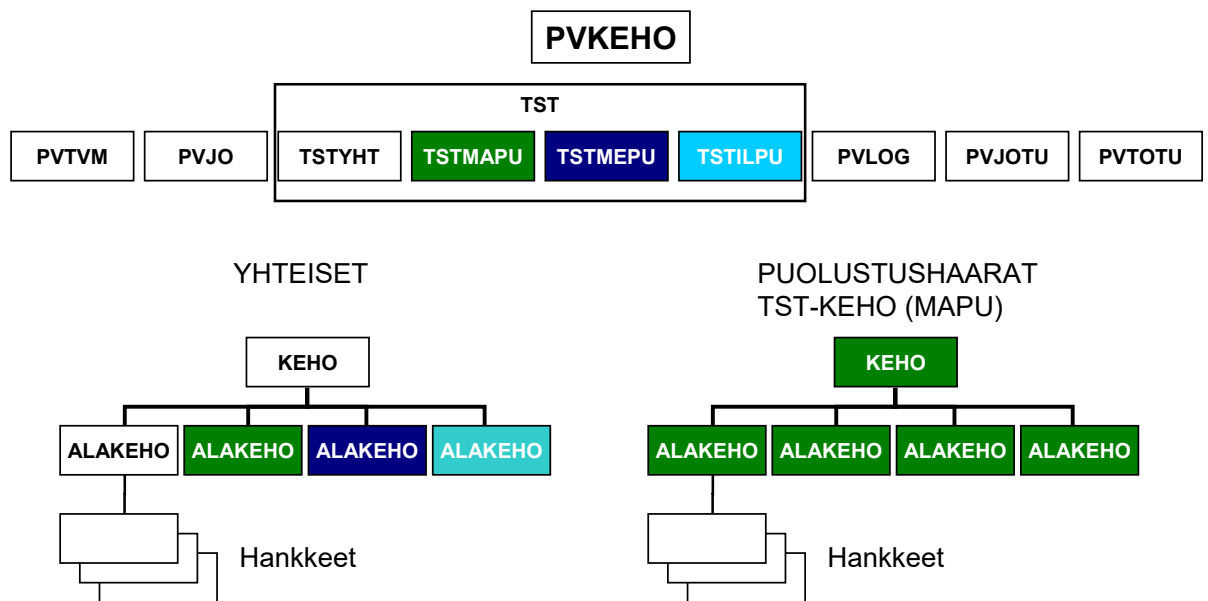 PVKEHO
TST
PVTVM PVJO TSTYHT TSTMAPU TSTMEPU TSTILPU PVLOG PVJOTU PVTOTU
YHTEISET
PUOLUSTUSHAARAT
TST-KEHO (MAPU)
KEHO
KEHO
ALAKEHO ALAKEHO ALAKEHO ALAKEHO
ALAKEHO ALAKEHO ALAKEHO ALAKEHO
Hankkeet
Hankkeet